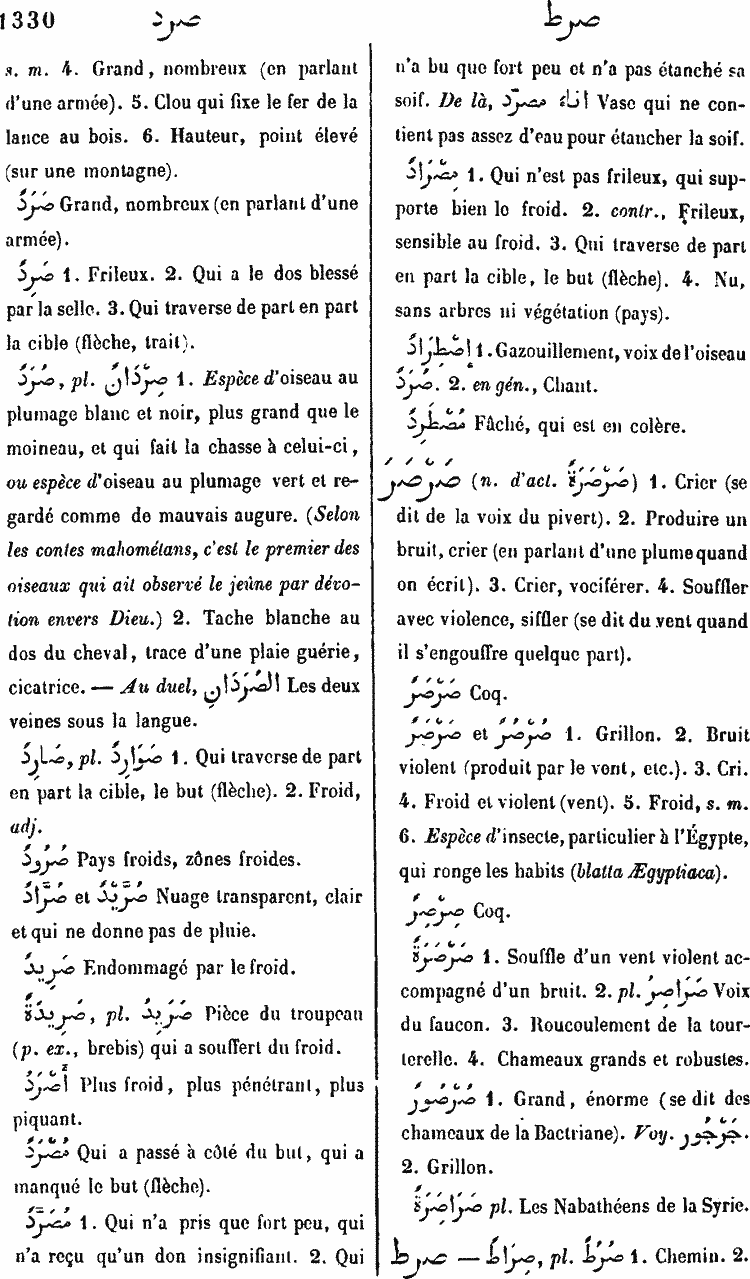 1330 صرد صرط
s. m. 4. Grand, nombreux (en parlant
d'une armée). 5. Clou qui fixe le fer de la
lance au bois. 6. Hauteur, point élevé
(sur une montagne).
صَرْدٌ Grand, nombreux (en parlant d'une
armée).
صَرِدٌ 1. Frileux. 2. Qui a le dos blessé
par la selle. 3. Qui traverse de part en part
la cible (flèche, trait).
صُرَدٌ, pl. صِرْدَانٌ 1. Espèce d'oiseau au
plumage blanc et noir, plus grand que le
moineau, et qui fait la chasse à celui-ci,
ou espèce d'oiseau au plumage vert et re-
gardé comme de mauvais augure. (Selon
les contes mahométans, c'est le premier des
oiseaux qui ait observé le jeûne par dévo-
tion envers Dieu.) 2. Tache blanche au
dos du cheval, trace d'une plaie guérie,
cicatrice. — Au duel, الصُّرَدَانِ Les deux
veines sous la langue.
صَارِدٌ, pl. صَوَارِدُ 1. Qui traverse de part
en part la cible, le but (flèche). 2. Froid,
adj.
صُرُودٌ Pays froids, zônes froides.
صُرَّادٌ et صُرَّيْدٌ Nuage transparent, clair
et qui ne donne pas de pluie.
صَرِيدٌ Endommagé par le froid.
صَرِيدَةٌ, pl. صَرَيِدُ Pièce du troupeau
(p. ex., brebis) qui a souffert du froid.
أَصْرَدُ Plus froid, plus pénétrant, plus
piquant.
مُصْرَدٌ Qui a passé à côté du but, qui a
manqué le but (flèche).
مُصَرَّدٌ 1. Qui n'a pris que fort peu, qui
n'a reçu qu'un don insignifiant. 2. Qui
n'a bu que fort peu et n'a pas étanché sa
soif. De là, اناء مصرّد Vase qui ne con-
tient pas assez d'eau pour étancher la soif.
مِصْرَادٌ 1. Qui n'est pas frileux, qui sup-
porte bien le froid. 2. contr., Frileux,
sensible au froid. 3. Qui traverse de part
en part la cible, le but (flèche). 4. Nu,
sans arbres ni végétation (pays).
إِصْطِرَادٌ 1. Gazouillement, voix de l'oiseau
صُرَدٌ. 2. en gén., Chant.
مُصْطَرِدٌ Fâché, qui est en colère.
صَرْصَرَ (n. d'act. صَرْصَرَةٌ) 1. Crier (se
dit de la voix du pivert). 2. Produire un
bruit, crier (en parlant d'une plume quand
on écrit). 3. Crier, vociférer. 4. Souffler
avec violence, siffler (se dit du vent quand
il s'engouffre quelque part).
صَرْصَرٌ Coq.
صَرْصَرٌ et صُرْصُرٌ 1. Grillon. 2. Bruit
violent (produit par le vent, etc.). 3. Cri.
4. Froid et violent (vent). 5. Froid, s. m.
6. Espèce d'insecte, particulier à l'Égypte,
qui ronge les habits (blatta Ægyptiaca).
صِرْصِرٌ Coq.
صَرْصَرَةٌ 1. Souffle d'un vent violent ac-
compagné d'un bruit. 2. pl. صَرَاصِرُ Voix
du faucon. 3. Roucoulement de la tour-
terelle. 4. Chameaux grands et robustes.
صُرْصُورٌ 1. Grand, énorme (se dit des
chameaux de la Bactriane). Voy. جُرْجُور.
2. Grillon.
صَرَاصِرَةٌ pl. Les Nabathéens de la Syrie.
صرط — صِرَاطٌ, pl. صُرُطٌ 1. Chemin. 2.